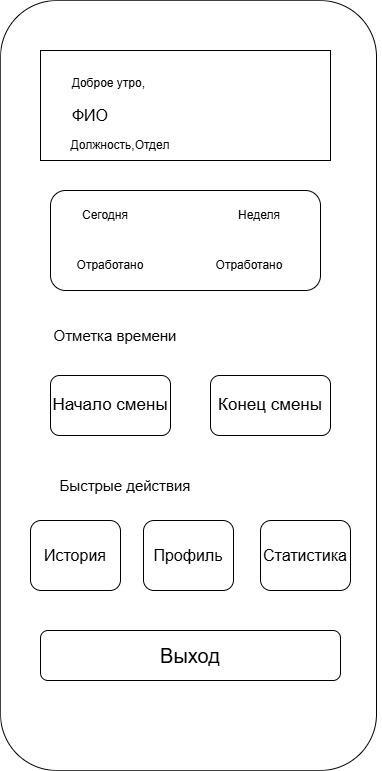 Доброе утро,
ФИО
Должность,Отдел
Сегодня Неделя
Отработано Отработано
Отметка времени
Начало смены Конец смены
Быстрые действия
История Профиль Статистика
Выход